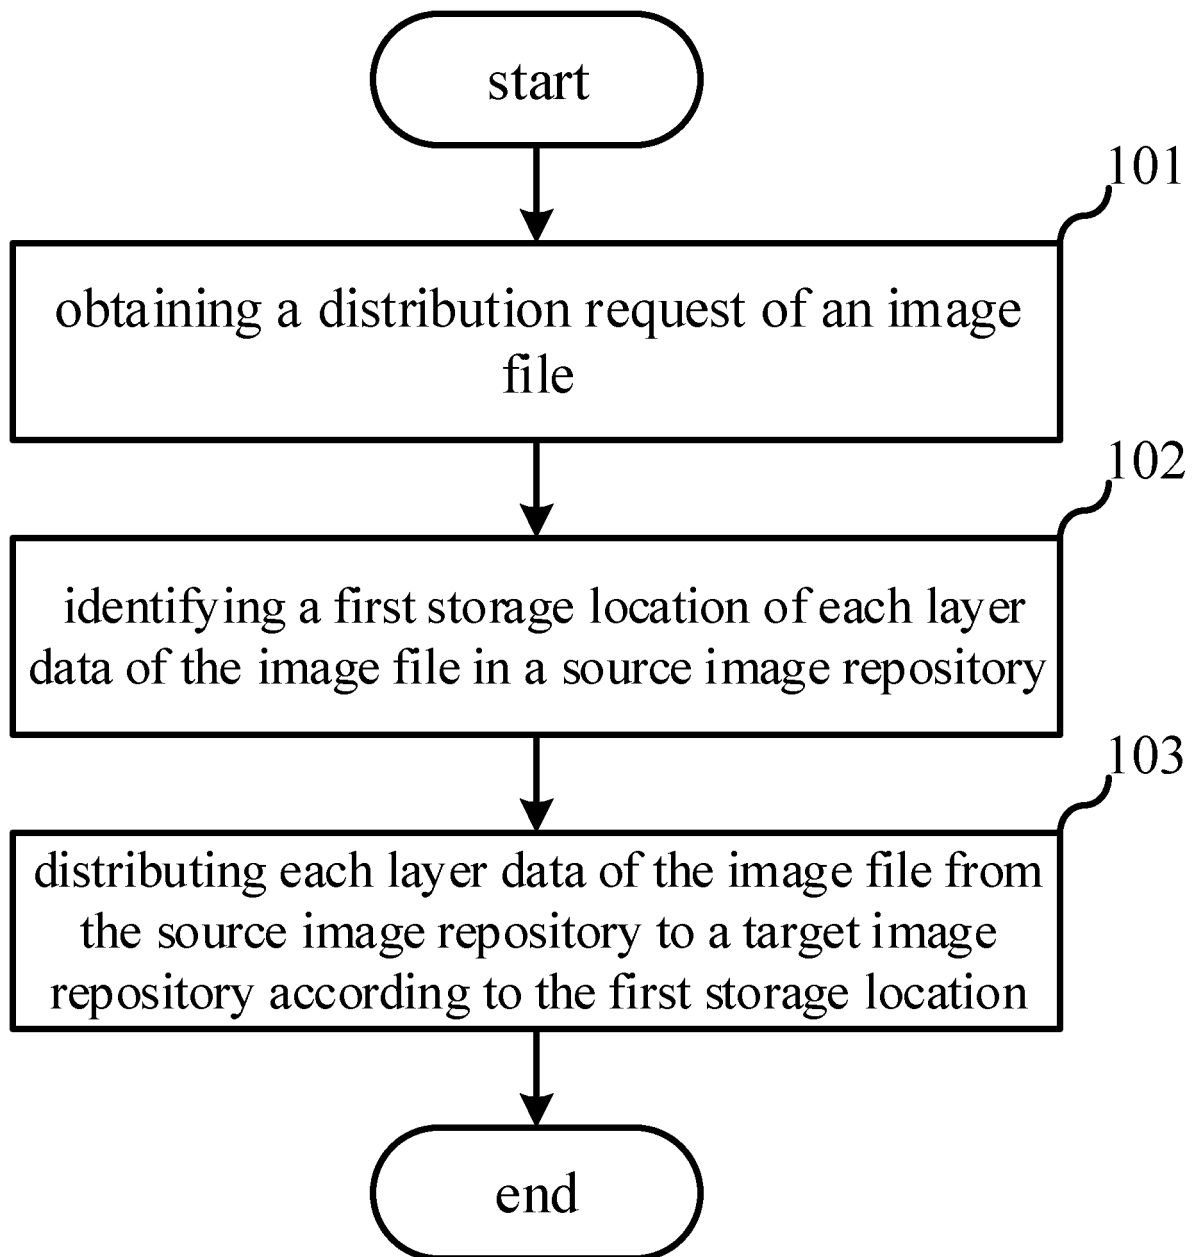 start
101
obtaining a distribution request of an image
file
102
identifying a first storage location of each layer
data of the image file in a source image repository
103
distributing each layer data of the image file from
the source image repository to a target image
repository according to the first storage location
end